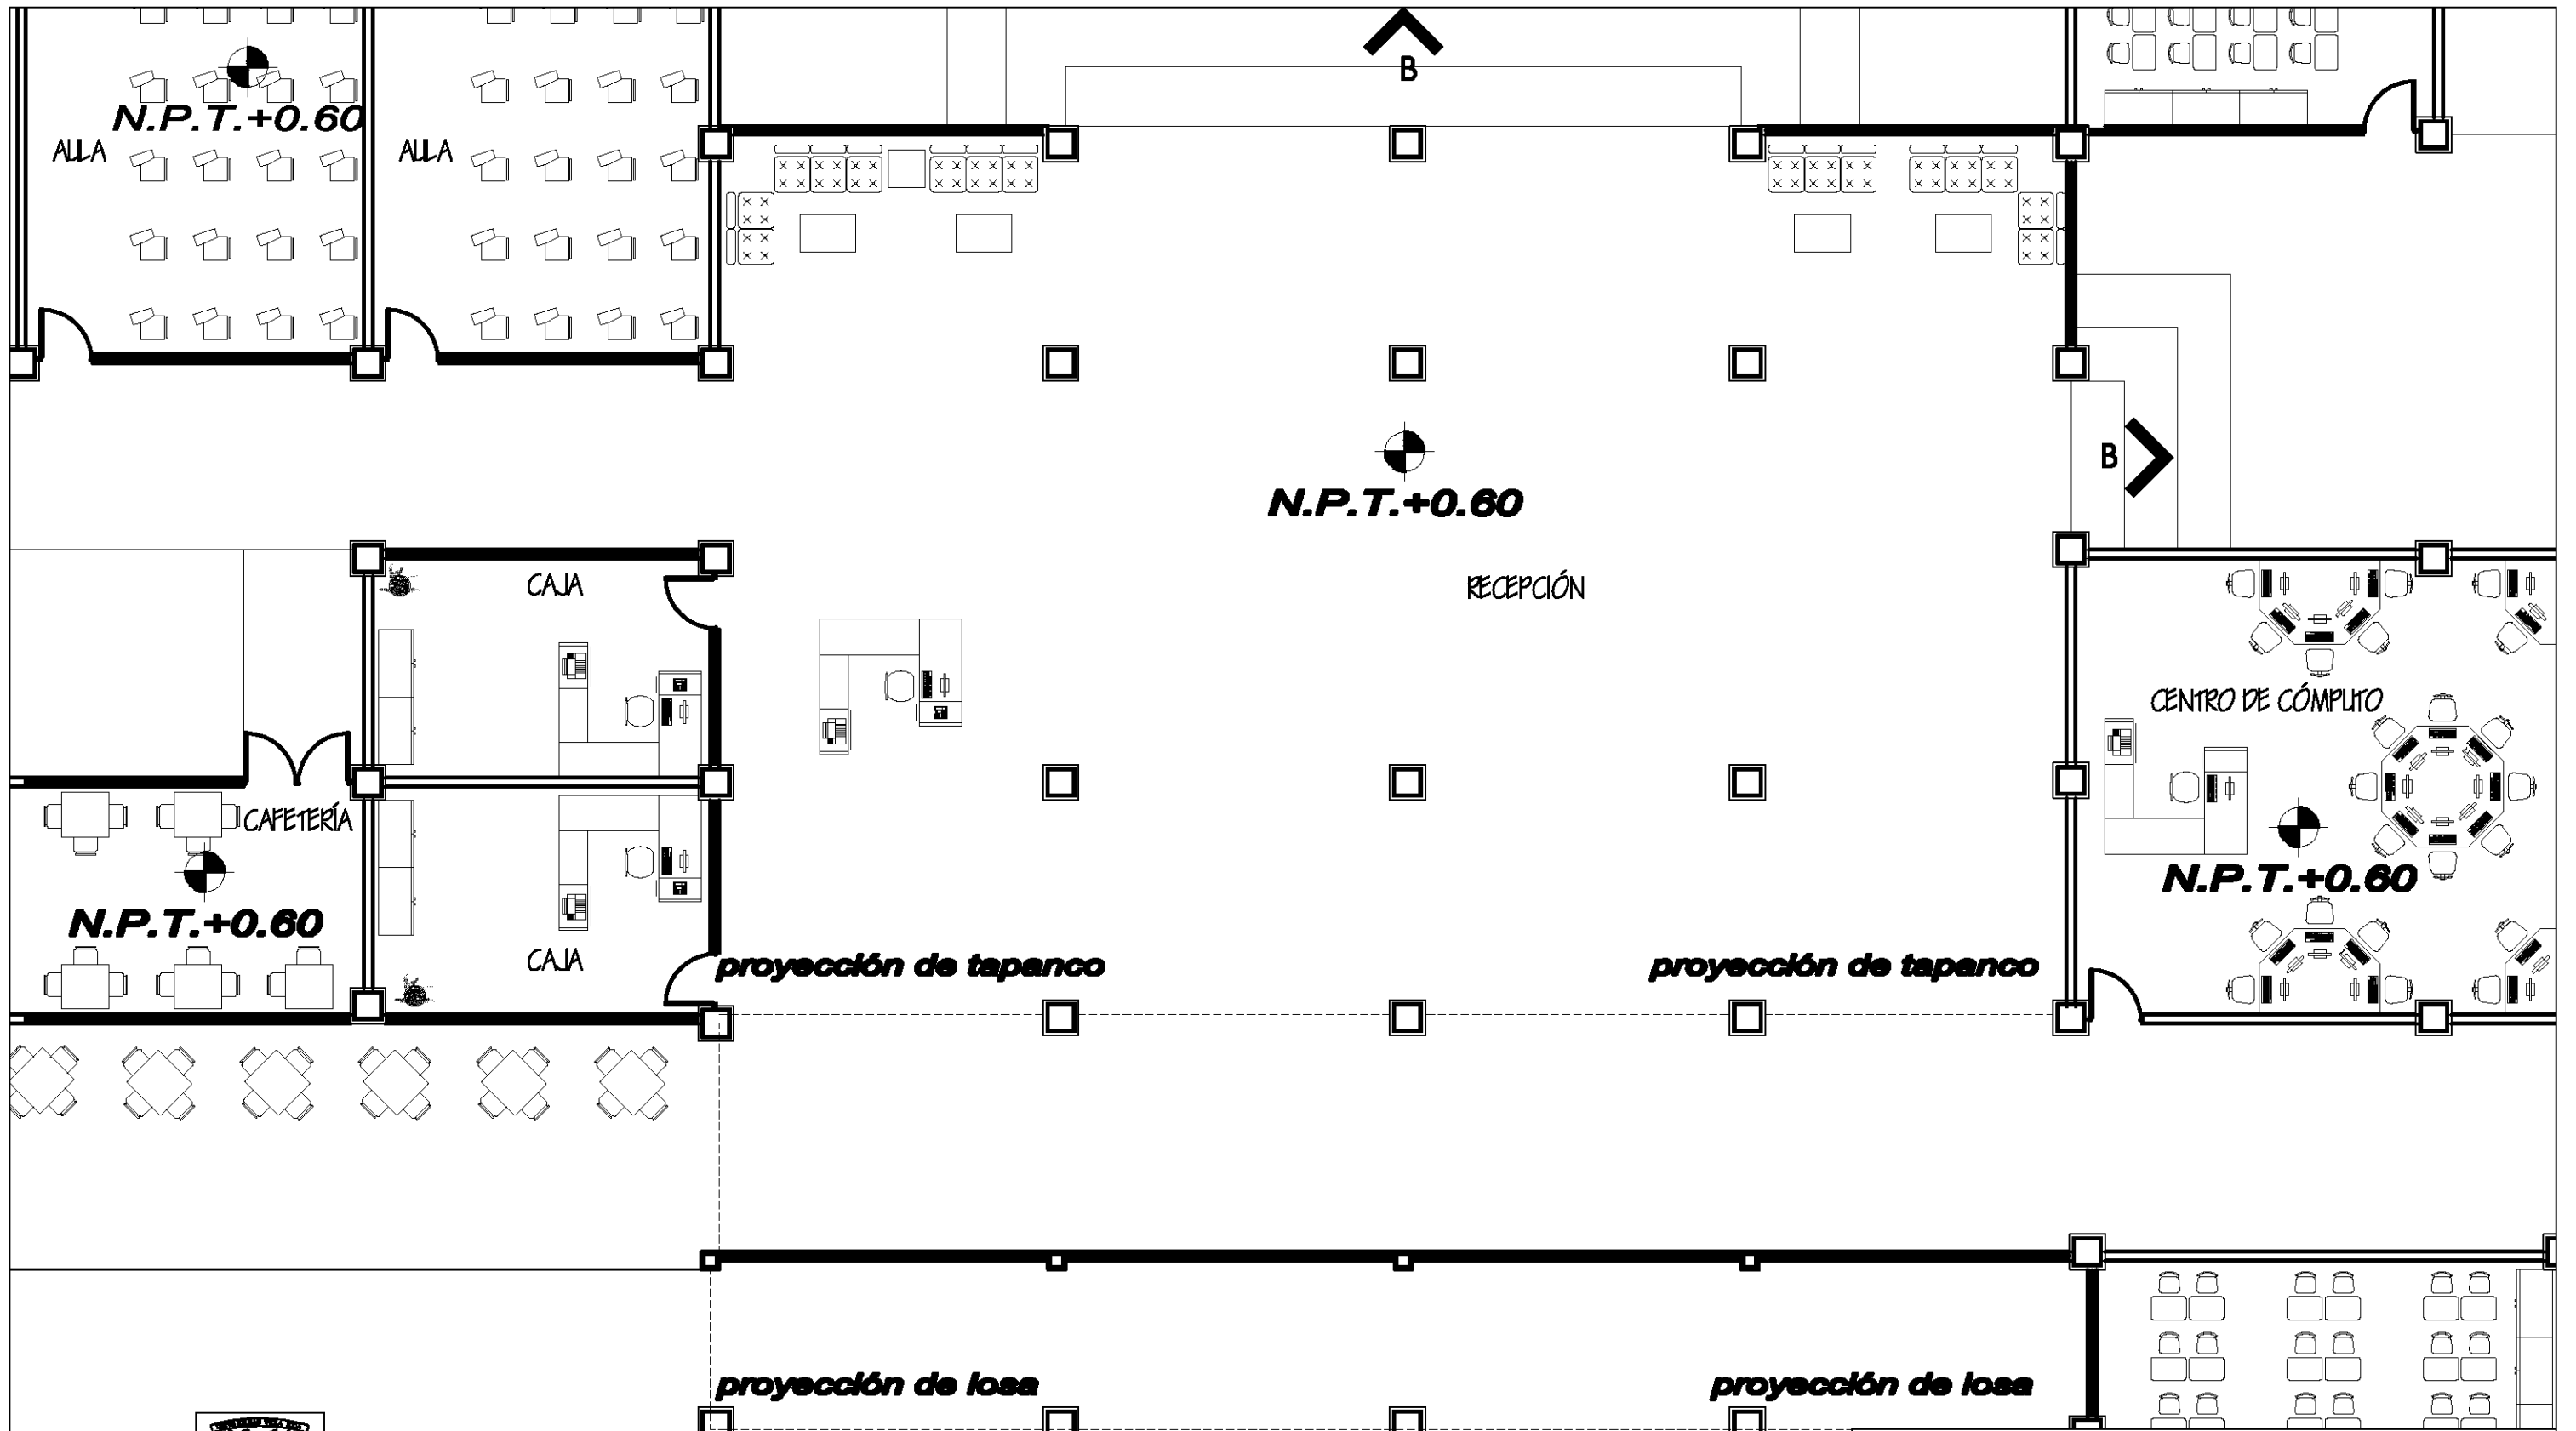 B
N.P.T.+0.60
AULA
AULA
B
N.P.T.+0.60
CAJA
RECEPCIÓN
CENTRO DE CÓMPUTO
CAFETERÍA
N.P.T.+0.60
N.P.T.+0.60
CAJA
proyección de tapanco
proyección de tapanco
proyección de losa
proyección de losa